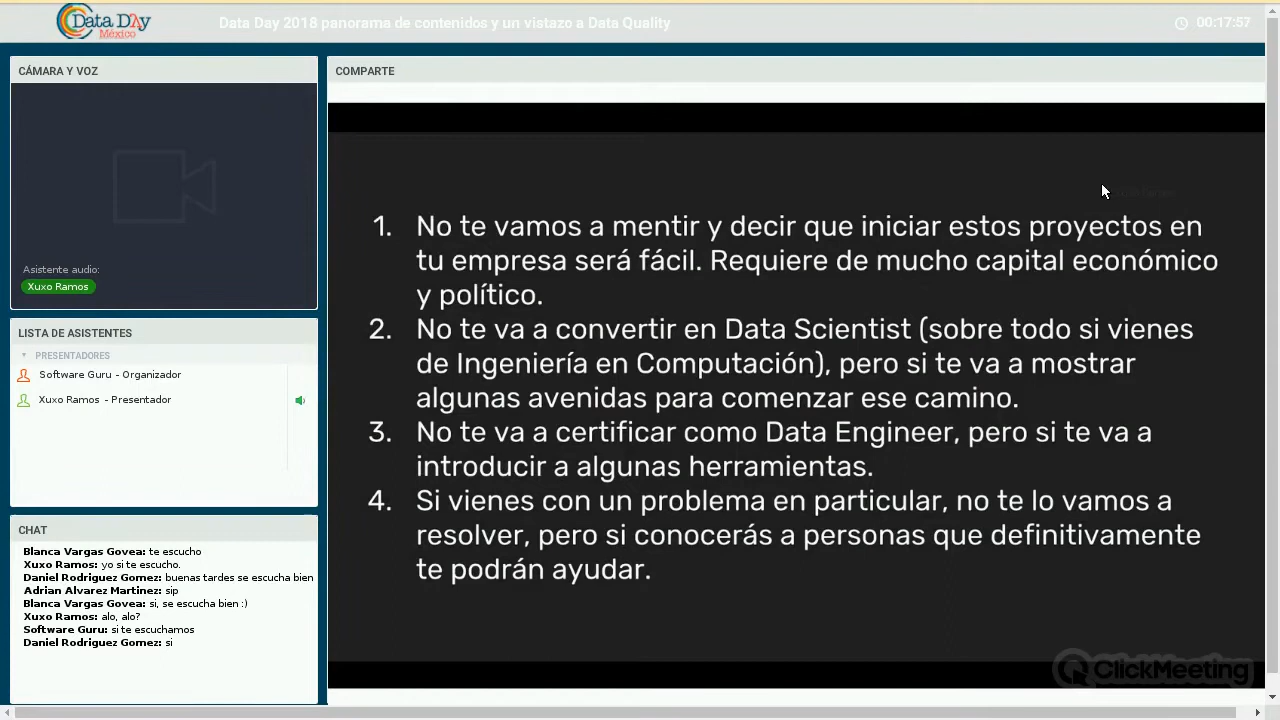 Data Day
México
Data Day 2018 panorama de contenidos y un vistazo a Data Quality
00:17:57
CÁMARA Y VOZ
Asistente audio:
Xuxo Ramos
LISTA DE ASISTENTES
PRESENTADORES
Software Guru - Organizador
Xuxo Ramos - Presentador
CHAT
Blanca Vargas Govea: te escucho
Xuxo Ramos: yo si te escucho.
Daniel Rodriguez Gomez: buenas tardes se escucha bien
Adrian Alvarez Martinez: sip
Blanca Vargas Govea: si, se escucha bien :)
Xuxo Ramos: alo, alo?
Software Guru: si te escuchamos
Daniel Rodriguez Gomez: si
COMPARTE
1. No te vamos a mentir y decir que iniciar estos proyectos en
tu empresa será fácil. Requiere de mucho capital económico
y político.
2. No te va a convertir en Data Scientist (sobre todo si vienes
de Ingeniería en Computación), pero si te va a mostrar
algunas avenidas para comenzar ese camino.
3. No te va a certificar como Data Engineer, pero si te va a
introducir a algunas herramientas.
4. Si vienes con un problema en particular, no te lo vamos a
resolver, pero si conocerás a personas que definitivamente
te podrán ayudar.
ClickMeeting